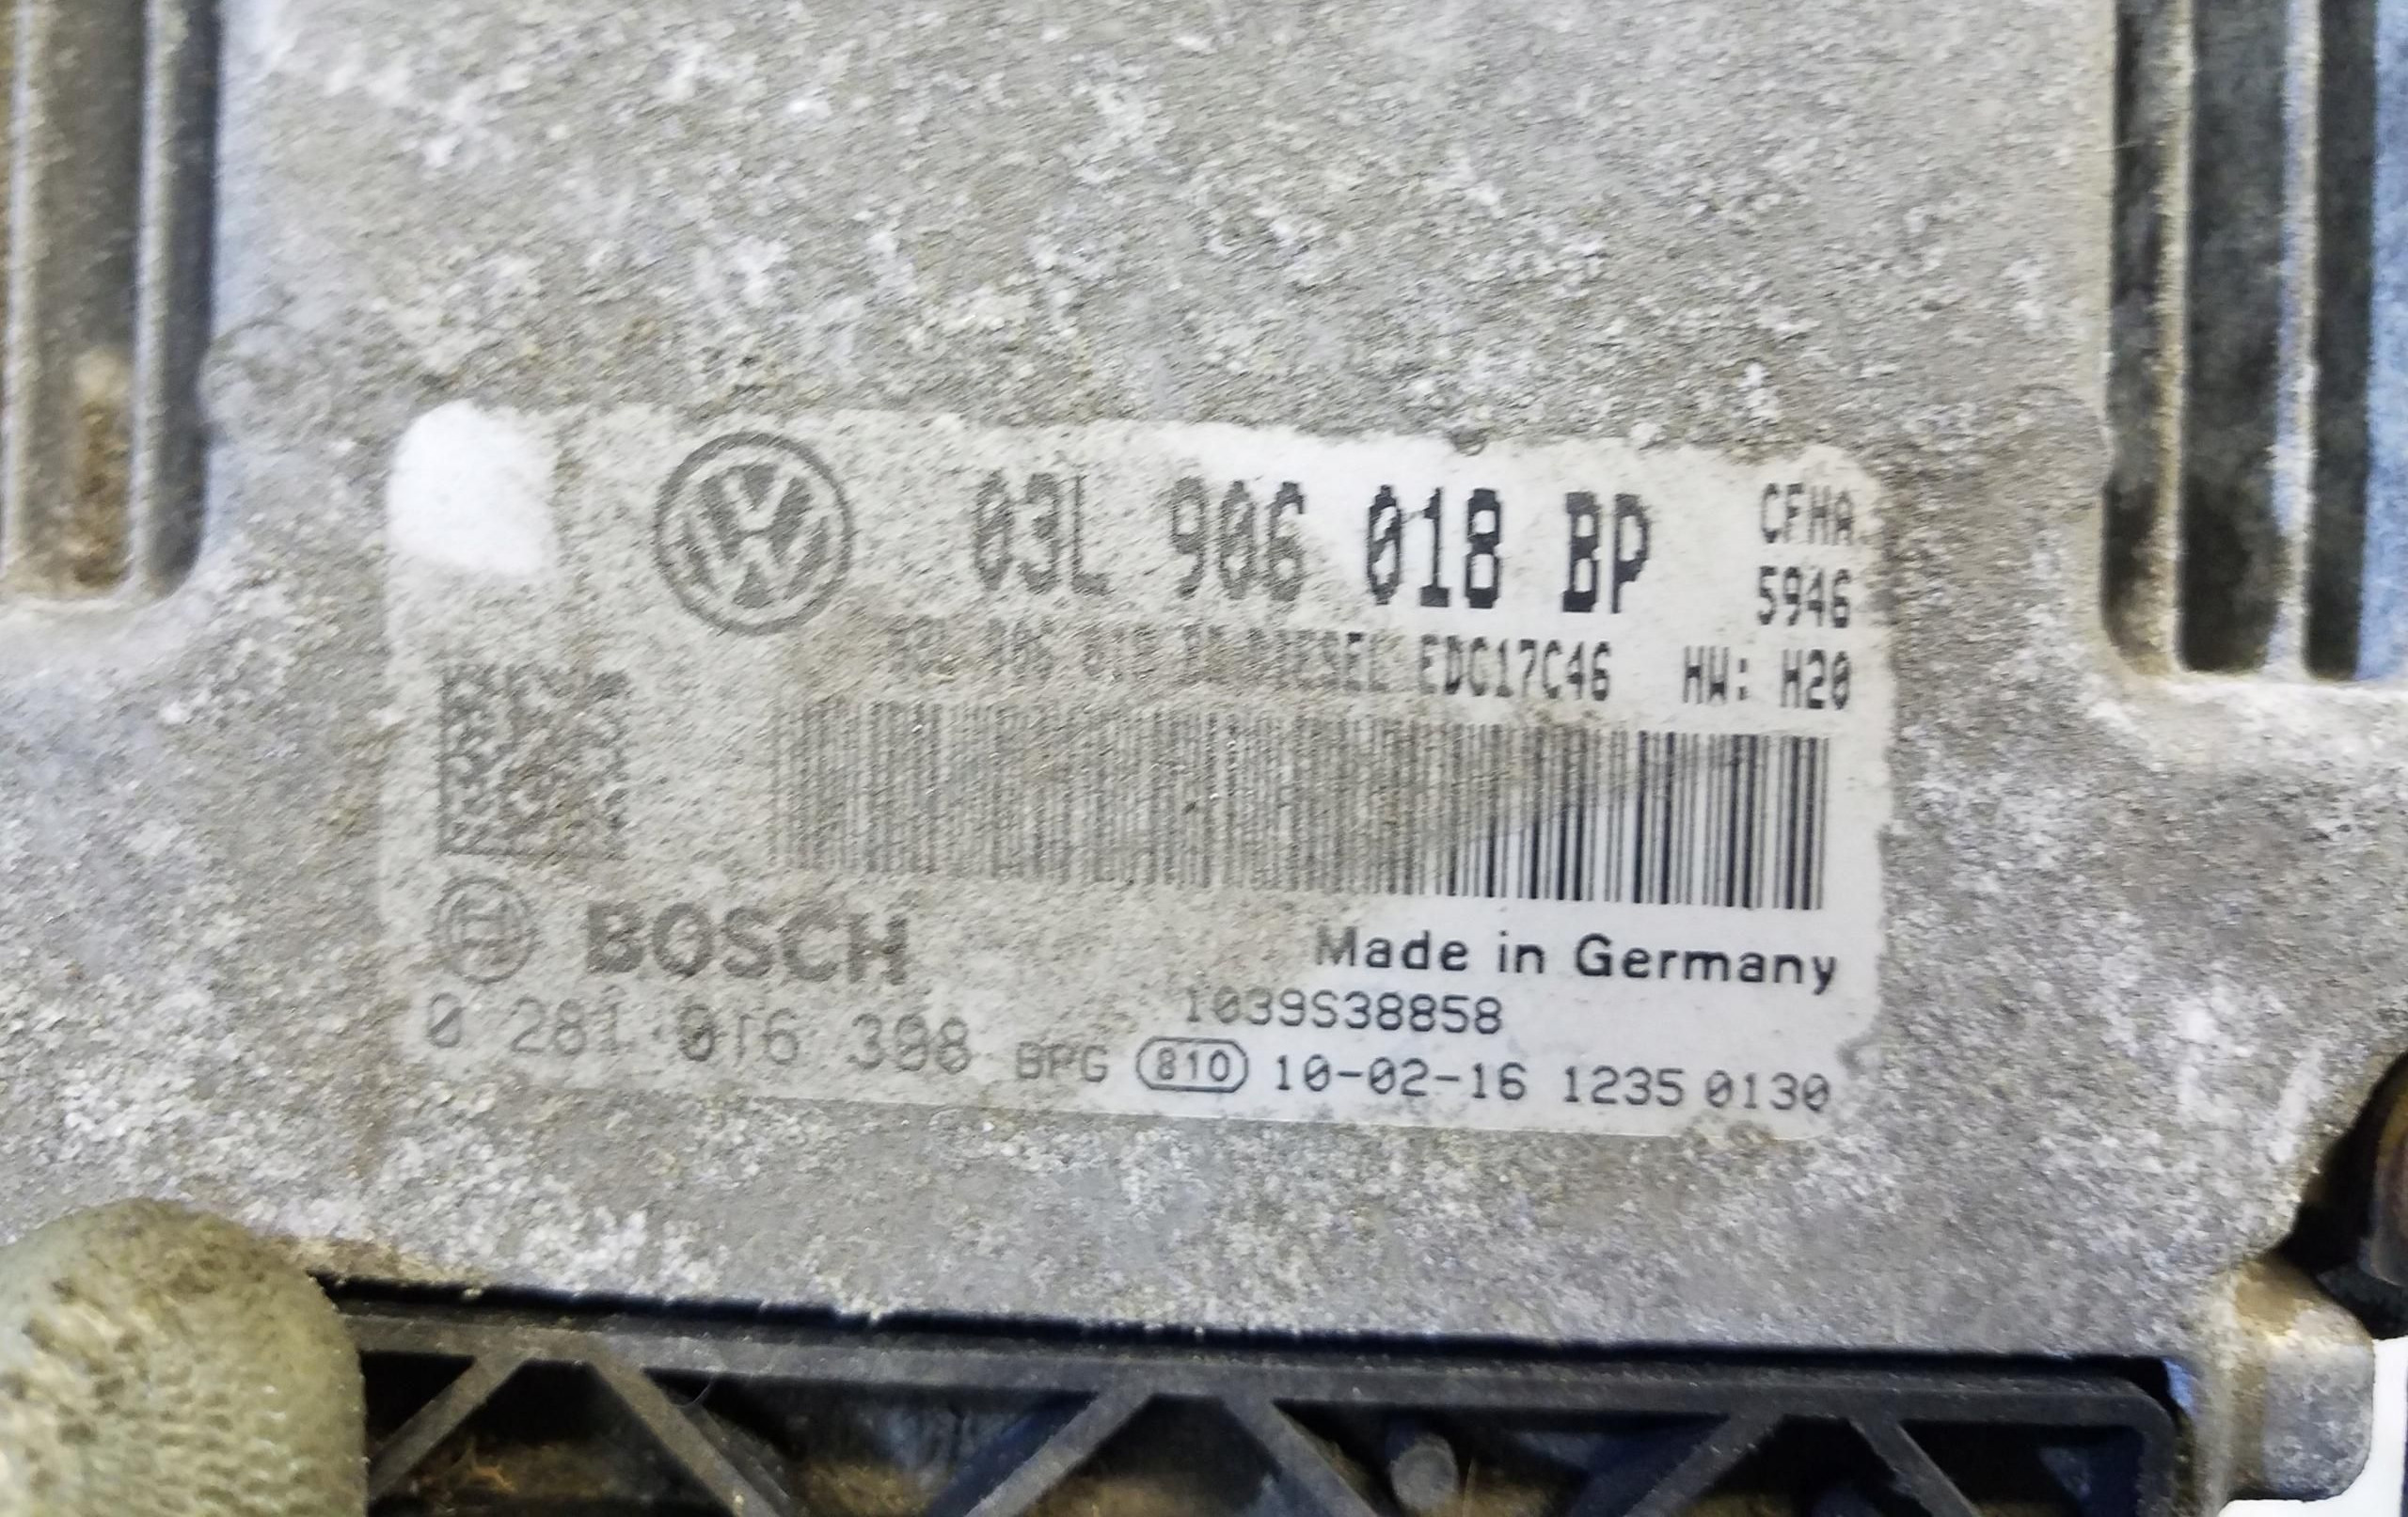 03L 906 018 BP
CFHA
5946
DIESEL EDC17C46 HW: H20
BOSCH
Made in Germany
1039S38858
0 281 016 308
BPG 810 10-02-16 1235 0130